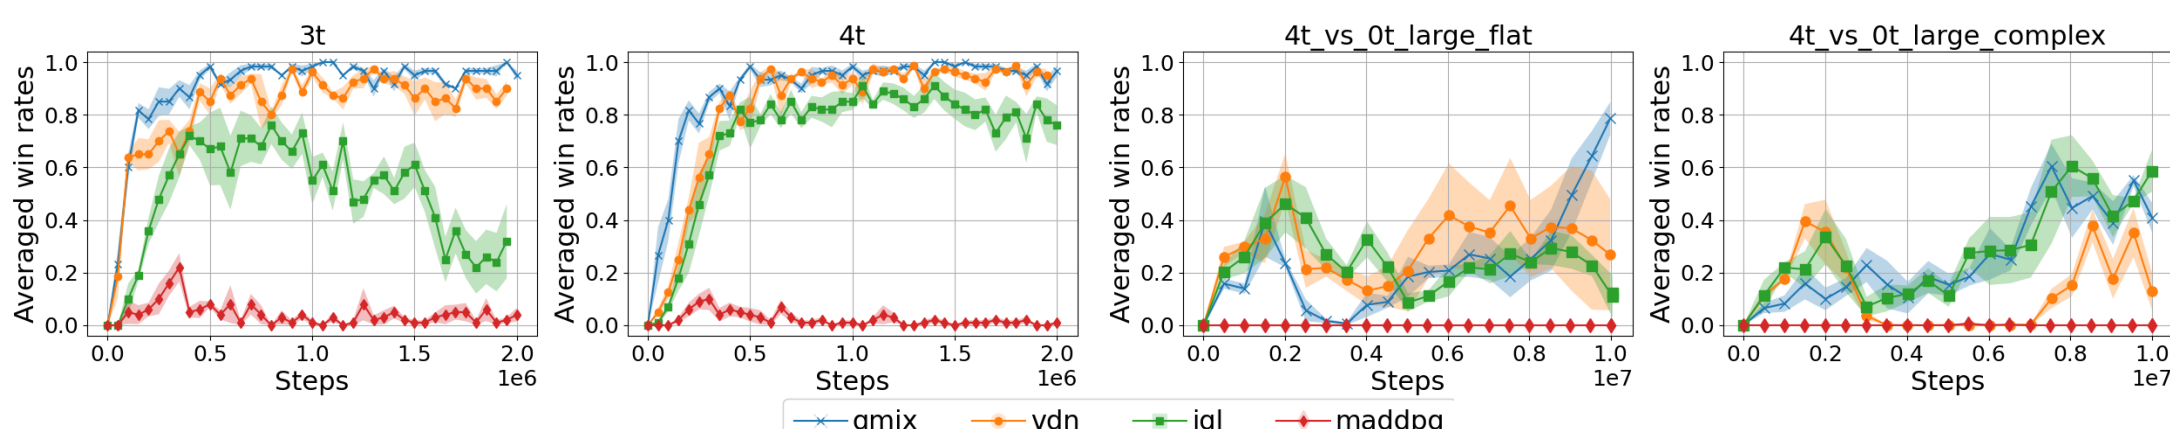 3t
4t
4t_vs_0t_large_flat
4t_vs_0t_large_complex
Averaged win rates
1.0
0.8
0.6
0.4
0.2
0.0
0.0 0.5 1.0 1.5 2.0
Steps
1e6
Averaged win rates
1.0
0.8
0.6
0.4
0.2
0.0
0.0 0.5 1.0 1.5 2.0
Steps
1e6
Averaged win rates
1.0
0.8
0.6
0.4
0.2
0.0
0.0 0.2 0.4 0.6 0.8 1.0
Steps
1e7
Averaged win rates
1.0
0.8
0.6
0.4
0.2
0.0
0.0 0.2 0.4 0.6 0.8 1.0
Steps
1e7
qmix vdn iql maddpg